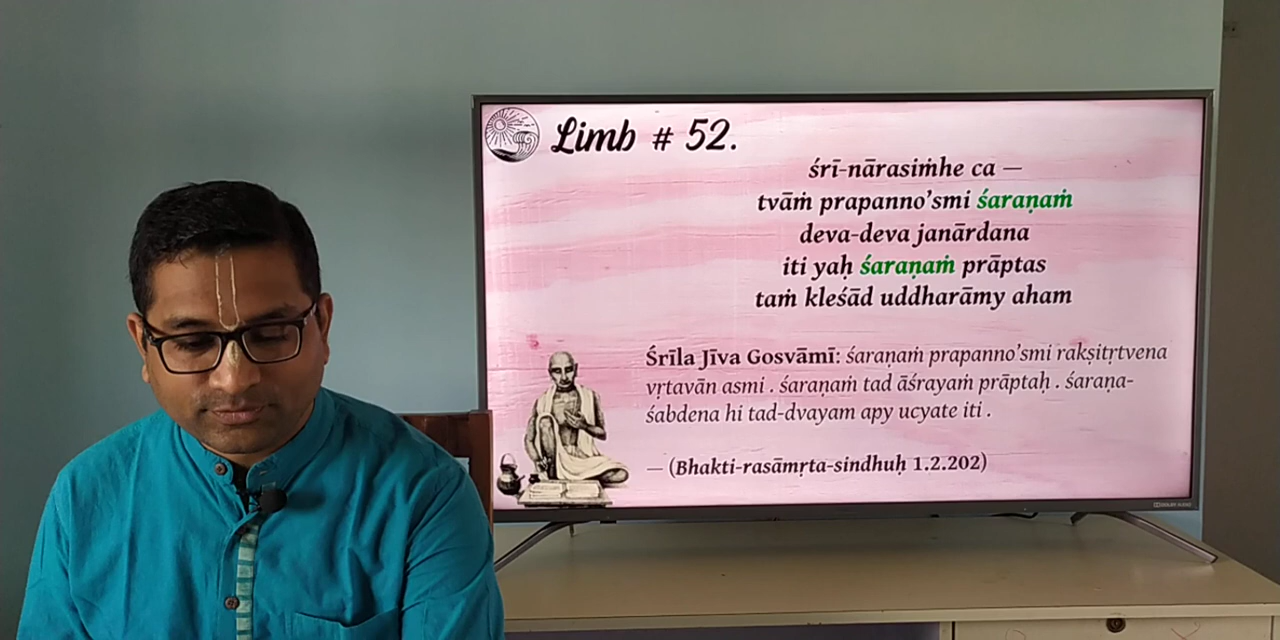 Limb # 52.
śrī-nārasiṁhe ca —
tvāṁ prapanno’smi śaraṇaṁ
deva-deva janārdana
iti yaḥ śaraṇaṁ prāptas
taṁ kleśād uddharāmy aham
Śrīla Jīva Gosvāmī: śaraṇaṁ prapanno’smi rakṣitṛtvena
vṛtavān asmi . śaraṇaṁ tad āśrayaṁ prāptaḥ . śaraṇa-
śabdena hi tad-dvayam apy ucyate iti .
— (Bhakti-rasāmṛta-sindhuḥ 1.2.202)
DOLBY AUDIO